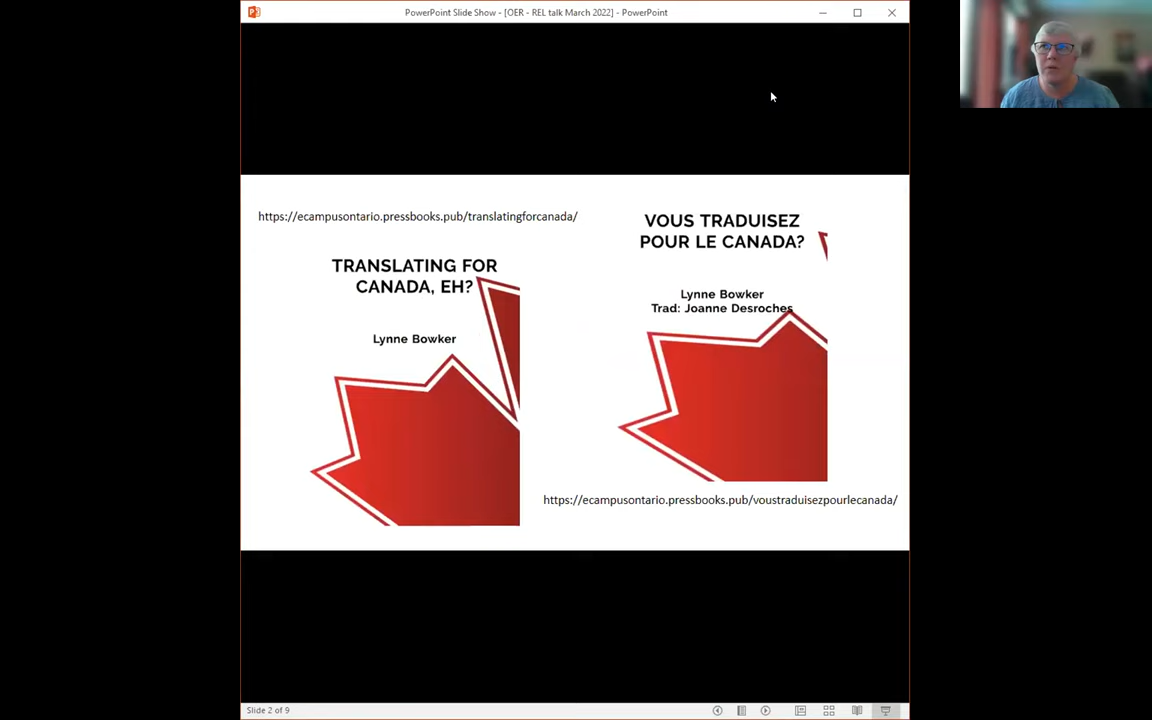 PowerPoint Slide Show - [OER - REL talk March 2022] - PowerPoint
https://ecampusontario.pressbooks.pub/translatingforcanada/
TRANSLATING FOR
CANADA, EH?
Lynne Bowker
VOUS TRADUISEZ
POUR LE CANADA?
Lynne Bowker
Trad: Joanne Desroches
https://ecampusontario.pressbooks.pub/voustraduisezpourlecanada/
Slide 2 of 9